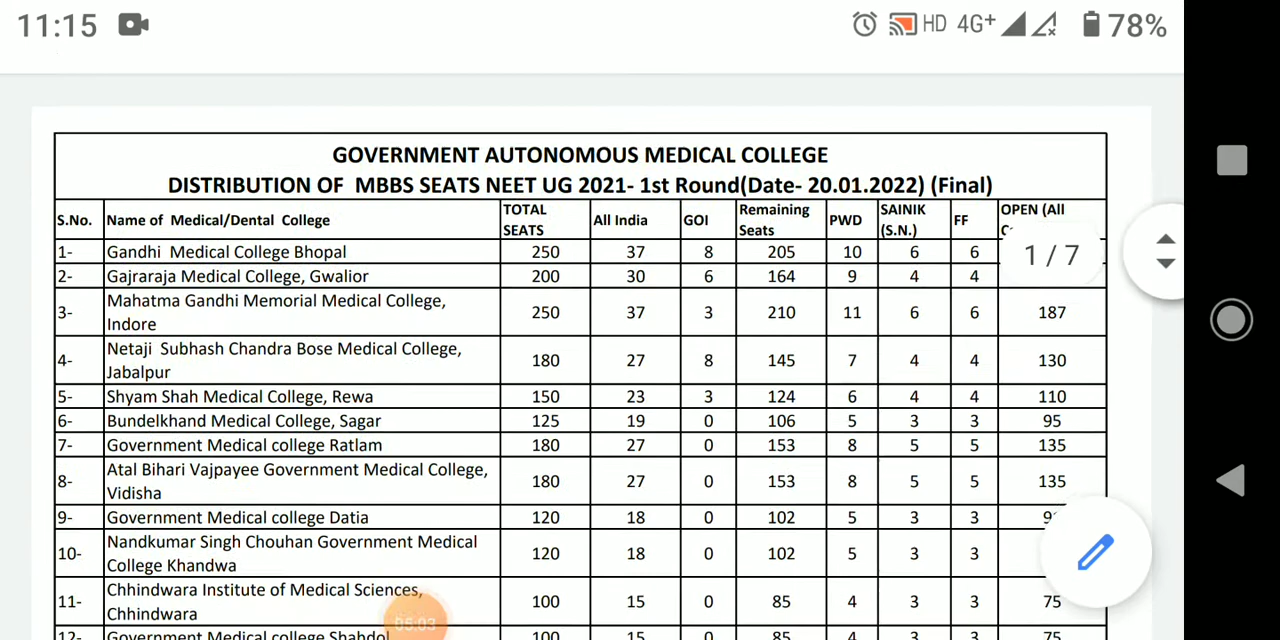 11:15 HD 4G+ 78%
GOVERNMENT AUTONOMOUS MEDICAL COLLEGE
DISTRIBUTION OF MBBS SEATS NEET UG 2021- 1st Round(Date- 20.01.2022) (Final)
S.No. Name of Medical/Dental College TOTAL SEATS All India GOI Remaining Seats PWD SAINIK (S.N.) FF OPEN (All
1 / 7
1- Gandhi Medical College Bhopal 250 37 8 205 10 6 6
2- Gajraraja Medical College, Gwalior 200 30 6 164 9 4 4
3- Mahatma Gandhi Memorial Medical College, Indore 250 37 3 210 11 6 6 187
4- Netaji Subhash Chandra Bose Medical College, Jabalpur 180 27 8 145 7 4 4 130
5- Shyam Shah Medical College, Rewa 150 23 3 124 6 4 4 110
6- Bundelkhand Medical College, Sagar 125 19 0 106 5 3 3 95
7- Government Medical college Ratlam 180 27 0 153 8 5 5 135
8- Atal Bihari Vajpayee Government Medical College, Vidisha 180 27 0 153 8 5 5 135
9- Government Medical college Datia 120 18 0 102 5 3 3
10- Nandkumar Singh Chouhan Government Medical College Khandwa 120 18 0 102 5 3 3
11- Chhindwara Institute of Medical Sciences, Chhindwara 100 15 0 85 4 3 3 75
12- Government Medical college Shahdol 100 15 0 85 4 3 3 75
05:03